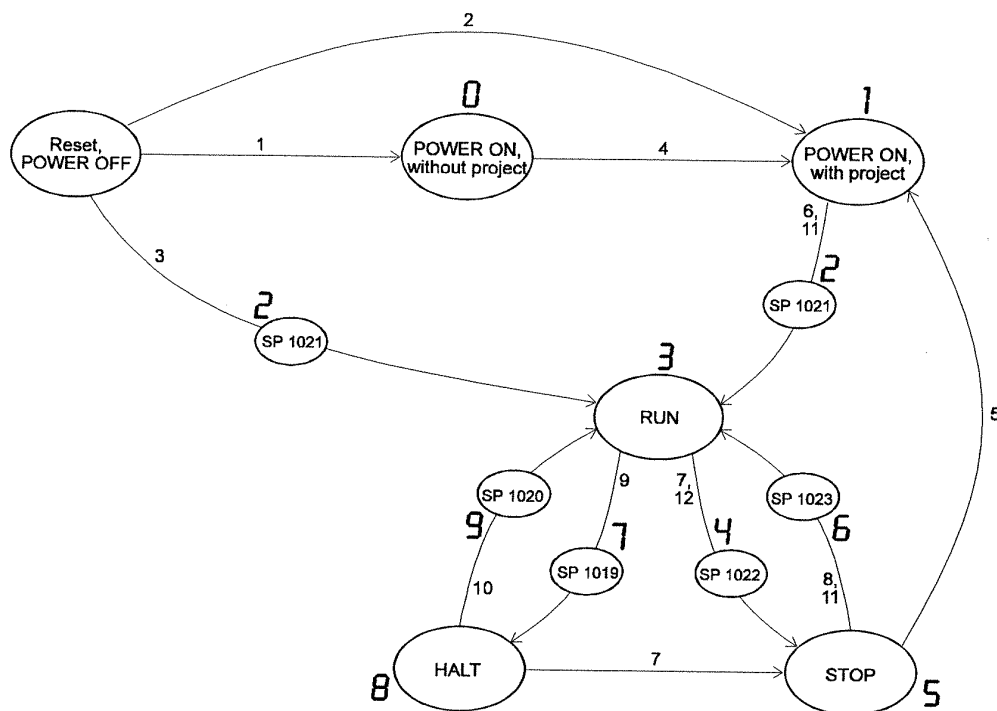 2
0
1
Reset,
POWER OFF
1
POWER ON,
without project
4
POWER ON,
with project
6,
11
3
2
SP 1021
2
SP 1021
3
RUN
5
SP 1020
9
9
7,
12
SP 1023
6
7
SP 1019
4
SP 1022
10
8,
11
HALT
8
7
STOP
5